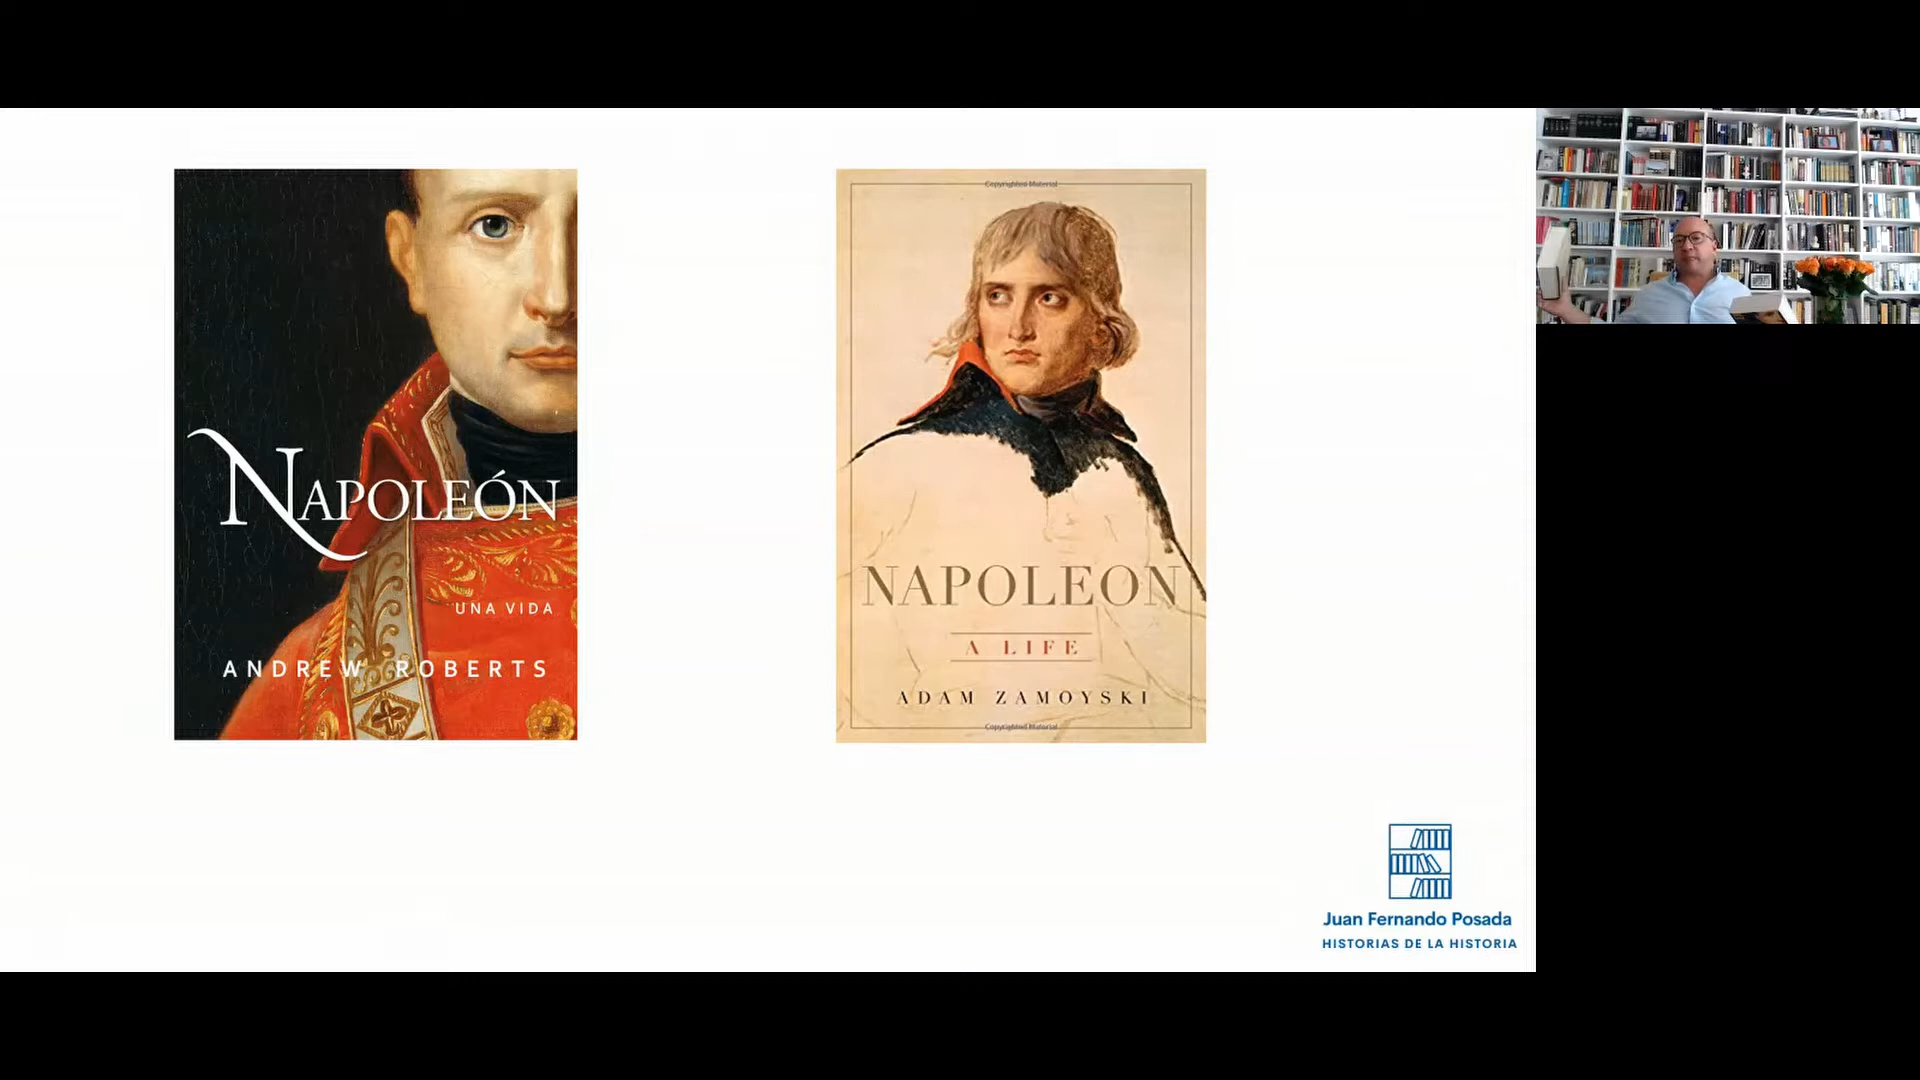 NAPOLEÓN
UNA VIDA
ANDREW ROBERTS
Copyrighted Material
NAPOLEON
A LIFE
ADAM ZAMOYSKI
Copyrighted Material
Juan Fernando Posada
HISTORIAS DE LA HISTORIA